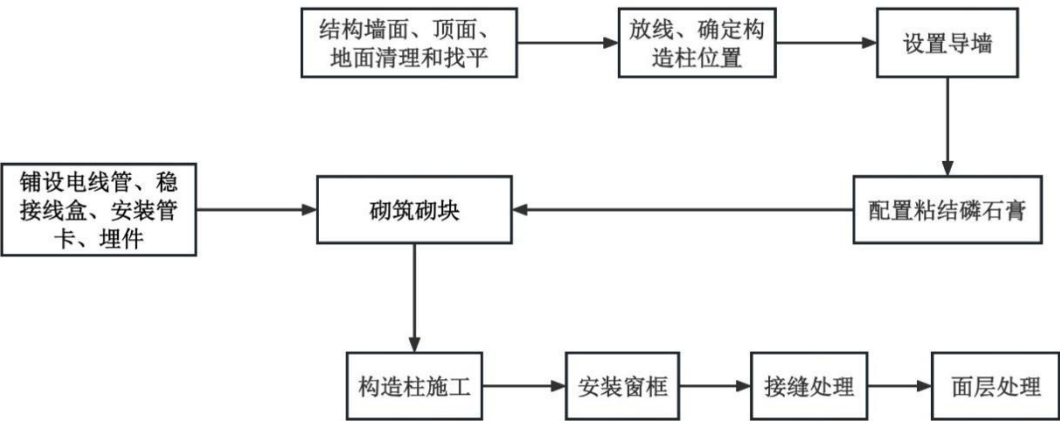 结构墙面、顶面、
地面清理和找平
放线、确定构
造柱位置
设置导墙
铺设电线管、稳
接线盒、安装管
卡、埋件
砌筑砌块
配置粘结磷石膏
构造柱施工
安装窗框
接缝处理
面层处理